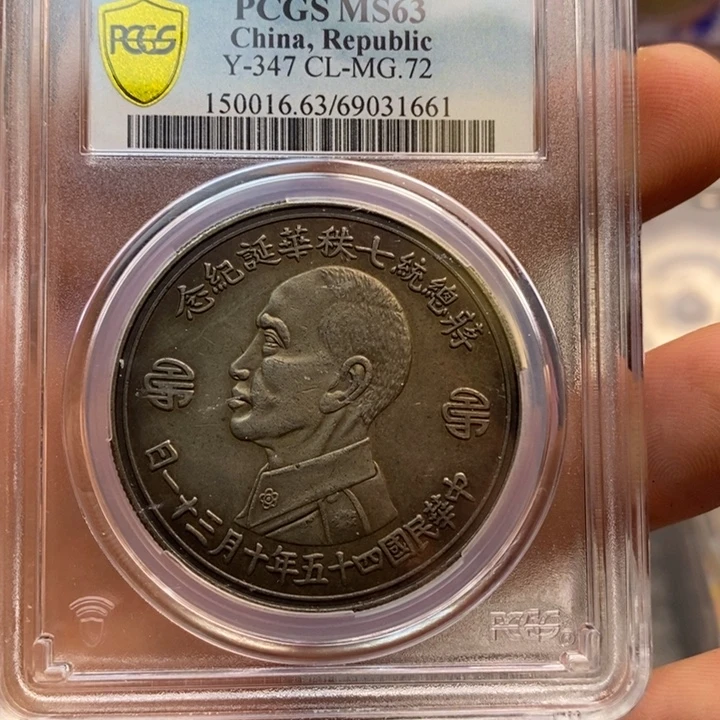 PCGS
PCGS MS63
China, Republic
Y-347 CL-MG.72
150016.63/69031661
蔣總統七秩華誕紀念
中華民國四十五年十月三十一日
PCGS